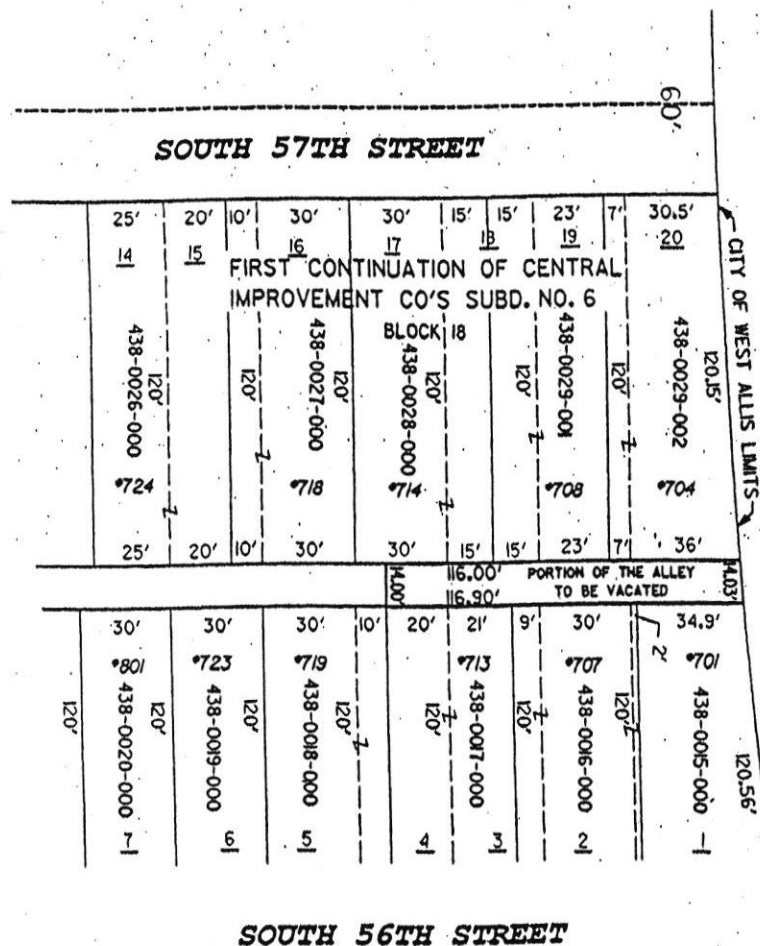 60'
SOUTH 57TH STREET
25' 20' 10' 30' 30' 15' 15' 23' 7' 30.5'
14 15 16 17 18 19 20
FIRST CONTINUATION OF CENTRAL
IMPROVEMENT CO'S SUBD. NO. 6
BLOCK 18
438-0026-000 120' 120' 438-0027-000 120' 438-0028-000 120' 120' 438-0029-001 120' 438-0029-002 120.15'
CITY OF WEST ALLIS LIMITS
*724 *718 *714 *708 *704
25' 20' 10' 30' 30' 15' 15' 23' 7' 36'
14.00' 116.00' PORTION OF THE ALLEY 14.03'
116.90' TO BE VACATED
30' 30' 30' 10' 20' 21' 9' 30' 2' 34.9'
*801 *723 *719 *713 *707 *701
120' 438-0020-000 120' 438-0019-000 120' 438-0018-000 120' 120' 438-0017-000 120' 438-0016-000 120' 438-0015-000 120.56'
7 6 5 4 3 2 1
SOUTH 56TH STREET